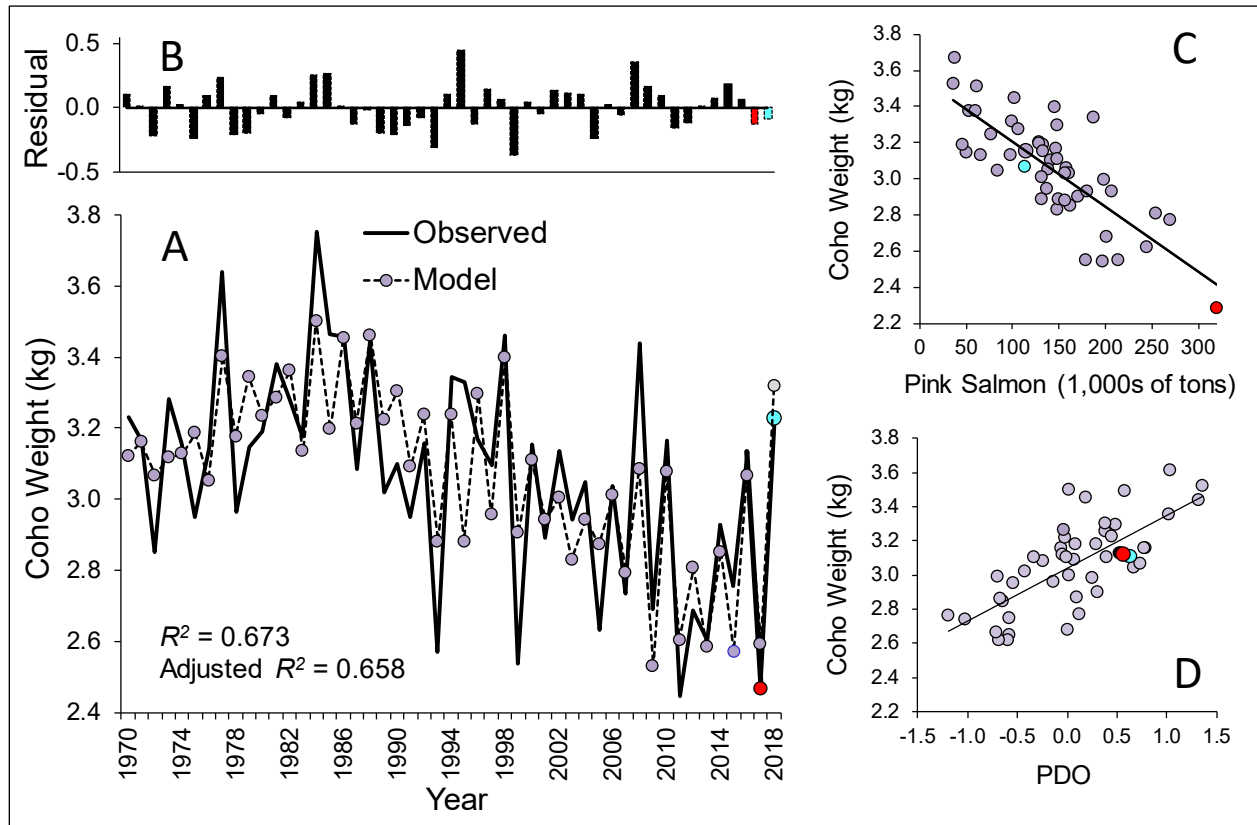 B
Residual
0.5
0.0
-0.5
A
Observed
Model
Coho Weight (kg)
3.8
3.6
3.4
3.2
3.0
2.8
2.6
2.4
R² = 0.673
Adjusted R² = 0.658
1970
1974
1978
1982
1986
1990
1994
1998
2002
2006
2010
2014
2018
Year
C
Coho Weight (kg)
3.8
3.6
3.4
3.2
3.0
2.8
2.6
2.4
2.2
0 50 100 150 200 250 300
Pink Salmon (1,000s of tons)
D
Coho Weight (kg)
3.8
3.6
3.4
3.2
3.0
2.8
2.6
2.4
2.2
-1.5 -1.0 -0.5 0.0 0.5 1.0 1.5
PDO